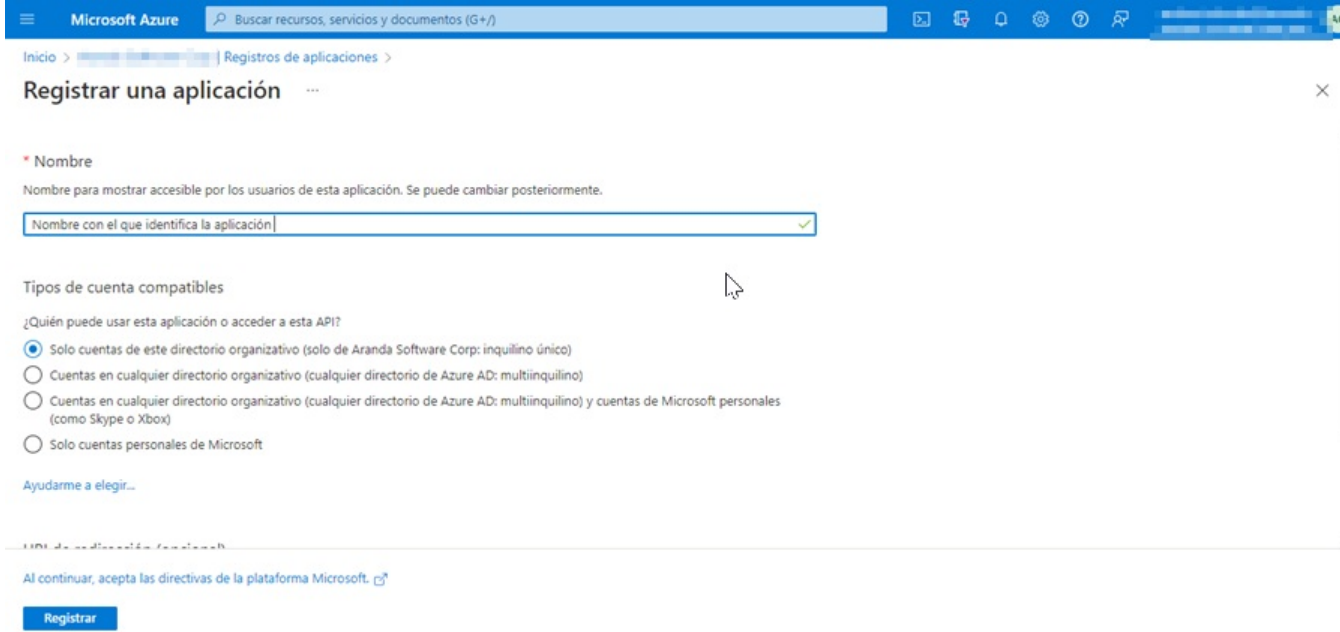 Microsoft Azure
Buscar recursos, servicios y documentos (G+/)
Inicio > | Registros de aplicaciones >
Registrar una aplicación ...
* Nombre
Nombre para mostrar accesible por los usuarios de esta aplicación. Se puede cambiar posteriormente.
Nombre con el que identifica la aplicación
Tipos de cuenta compatibles
¿Quién puede usar esta aplicación o acceder a esta API?
Solo cuentas de este directorio organizativo (solo de Aranda Software Corp: inquilino único)
Cuentas en cualquier directorio organizativo (cualquier directorio de Azure AD: multiinquilino)
Cuentas en cualquier directorio organizativo (cualquier directorio de Azure AD: multiinquilino) y cuentas de Microsoft personales
(como Skype o Xbox)
Solo cuentas personales de Microsoft
Ayudarme a elegir...
URI de redirección (opcional)
Al continuar, acepta las directivas de la plataforma Microsoft.
Registrar